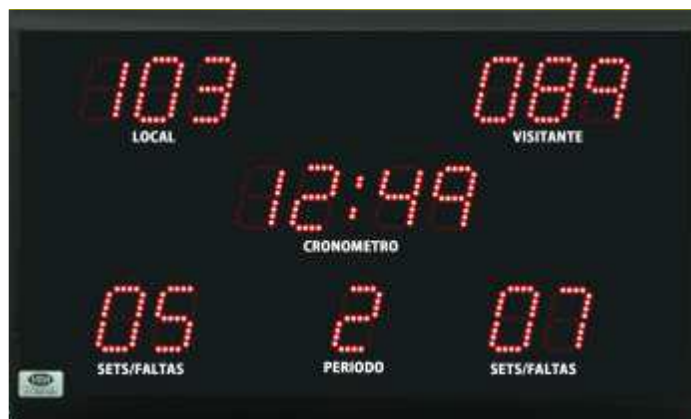 103 089
LOCAL VISITANTE
12:49
CRONOMETRO
05 2 07
SETS/FALTAS PERIODO SETS/FALTAS